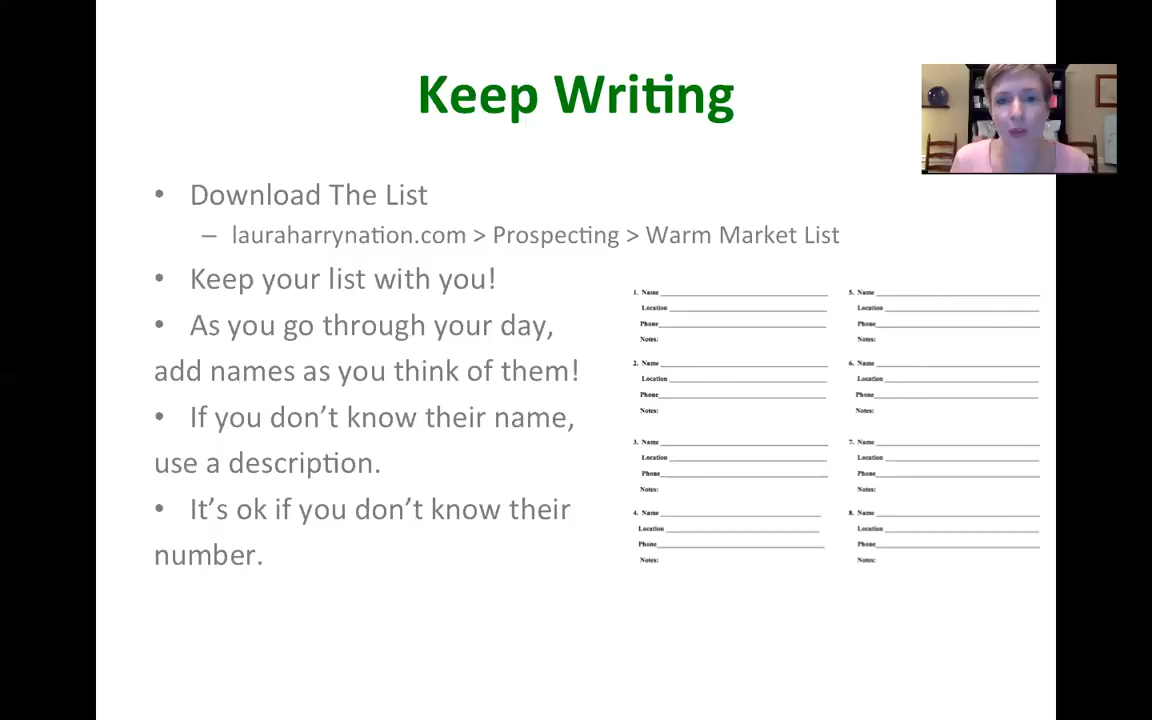 Keep Writing
• Download The List
– lauraharrynation.com > Prospecting > Warm Market List
• Keep your list with you!
• As you go through your day,
add names as you think of them!
• If you don't know their name,
use a description.
• It's ok if you don't know their
number.
1. Name
Location
Phone
Notes:
2. Name
Location
Phone
Notes:
3. Name
Location
Phone
Notes:
4. Name
Location
Phone
Notes:
5. Name
Location
Phone
Notes:
6. Name
Location
Phone
Notes:
7. Name
Location
Phone
Notes:
8. Name
Location
Phone
Notes: